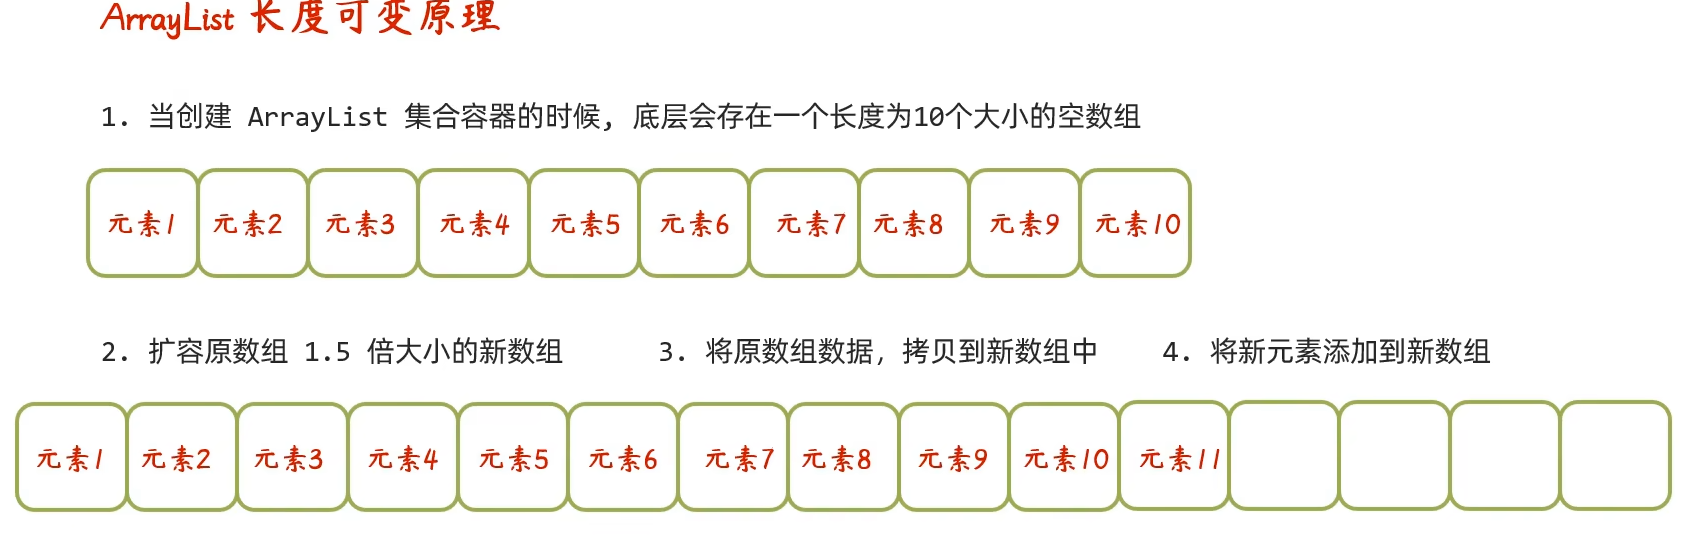 ArrayList 长度可变原理
1. 当创建 ArrayList 集合容器的时候, 底层会存在一个长度为10个大小的空数组
元素1 元素2 元素3 元素4 元素5 元素6 元素7 元素8 元素9 元素10
2. 扩容原数组 1.5 倍大小的新数组 3. 将原数组数据, 拷贝到新数组中 4. 将新元素添加到新数组
元素1 元素2 元素3 元素4 元素5 元素6 元素7 元素8 元素9 元素10 元素11